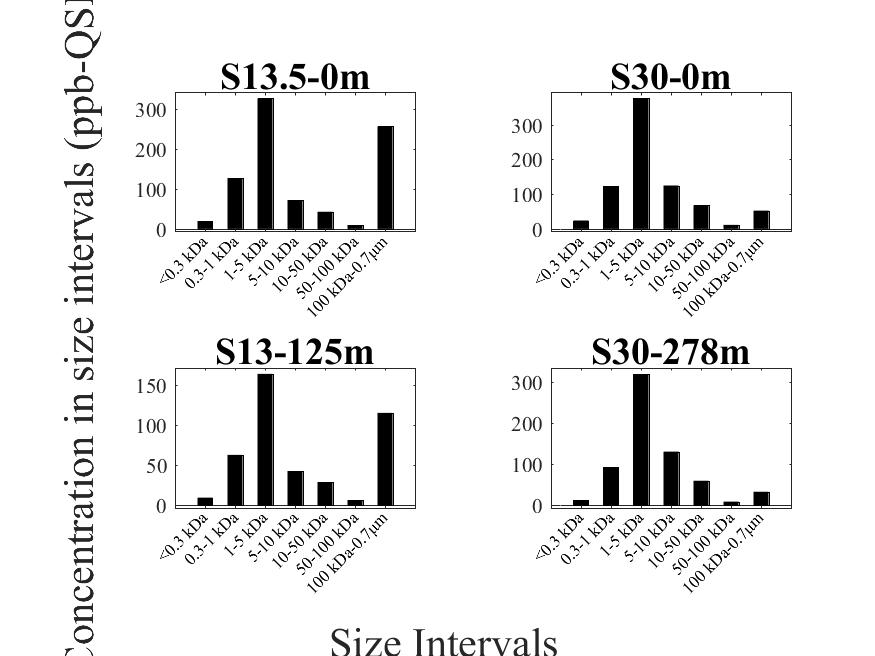 Concentration in size intervals (ppb-QS
S13.5-0m
300
200
100
0
<0.3 kDa
0.3-1 kDa
1-5 kDa
5-10 kDa
10-50 kDa
50-100 kDa
100 kDa-0.7µm
S30-0m
300
200
100
0
<0.3 kDa
0.3-1 kDa
1-5 kDa
5-10 kDa
10-50 kDa
50-100 kDa
100 kDa-0.7µm
S13-125m
150
100
50
0
<0.3 kDa
0.3-1 kDa
1-5 kDa
5-10 kDa
10-50 kDa
50-100 kDa
100 kDa-0.7µm
S30-278m
300
200
100
0
<0.3 kDa
0.3-1 kDa
1-5 kDa
5-10 kDa
10-50 kDa
50-100 kDa
100 kDa-0.7µm
Size Intervals